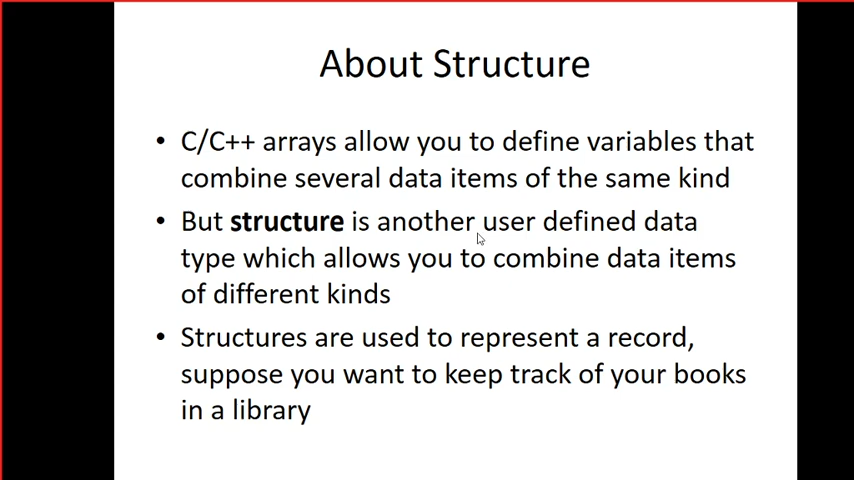 About Structure
• C/C++ arrays allow you to define variables that
combine several data items of the same kind
• But structure is another user defined data
type which allows you to combine data items
of different kinds
• Structures are used to represent a record,
suppose you want to keep track of your books
in a library